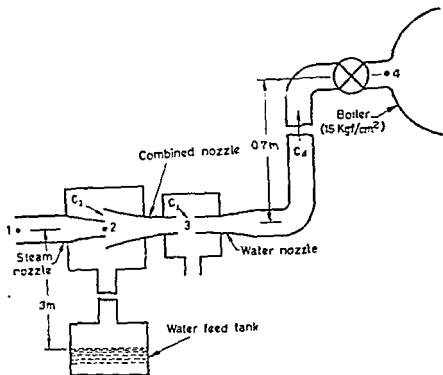 4
Boiler
(15 Kgf/cm²)
0.7m
Cd
Combined nozzle
C2
C3
1
2
3
Steam
nozzle
Water nozzle
3m
Water feed tank